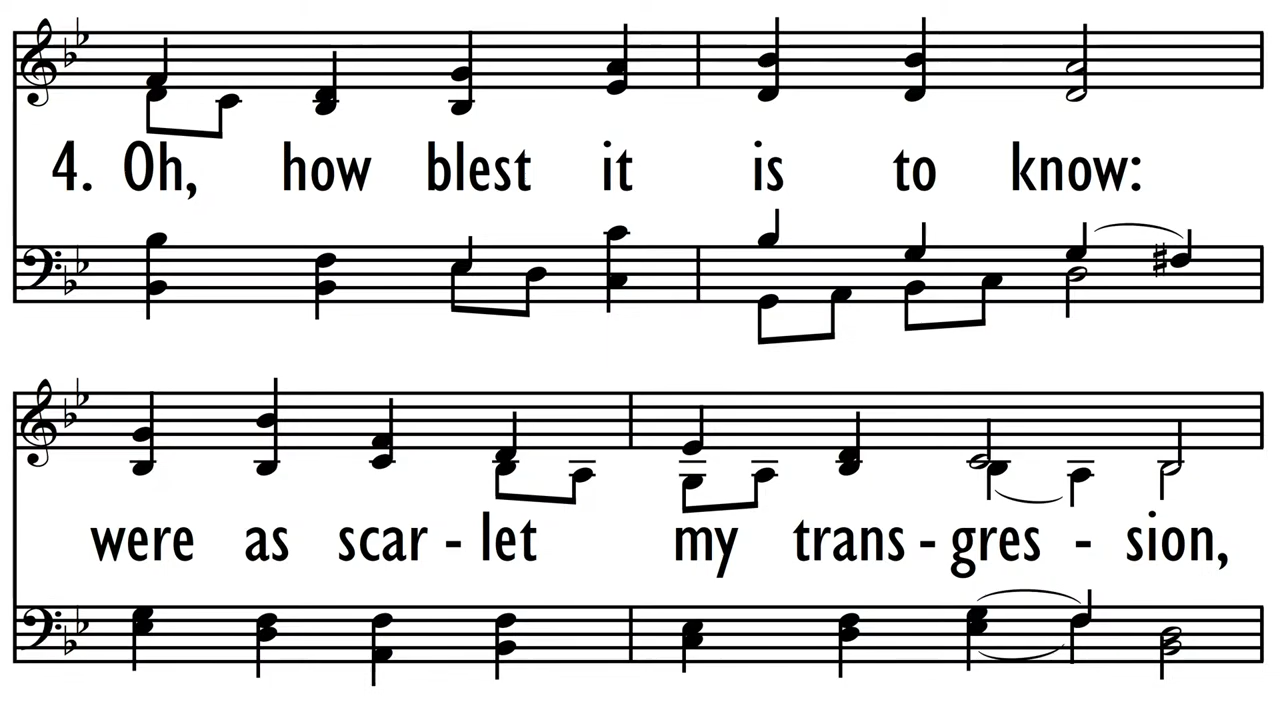 4. Oh, how blest it is to know:
were as scar - let my trans - gres - sion,